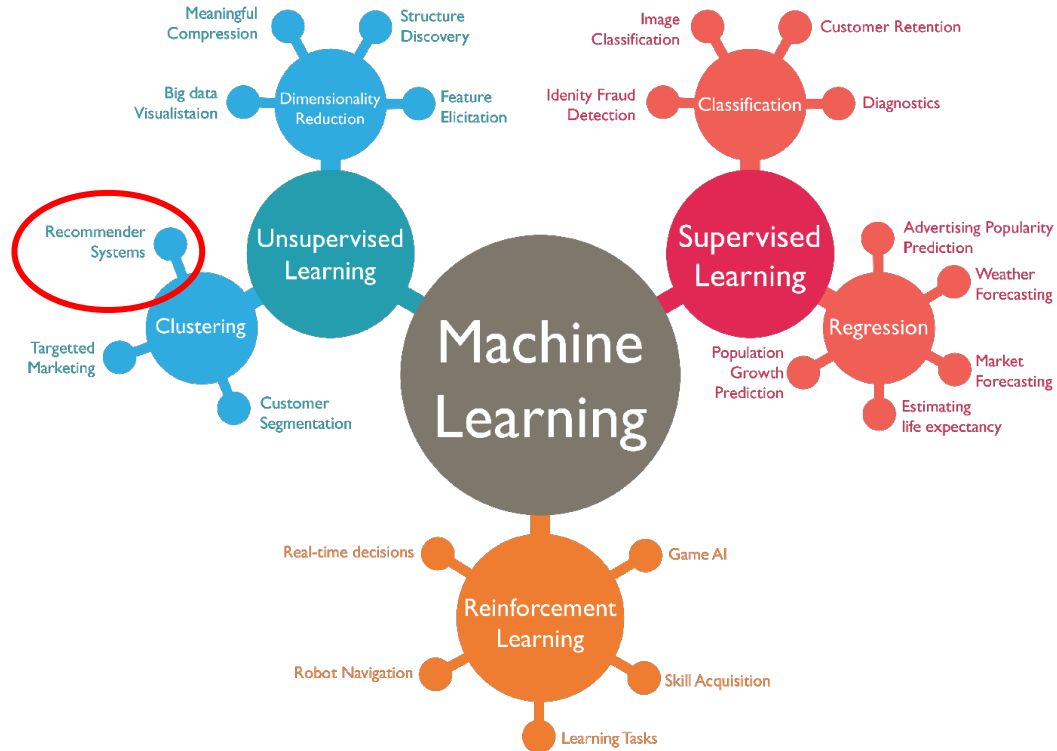 Meaningful
Compression
Structure
Discovery
Big data
Visualistaion
Dimensionality
Reduction
Feature
Elicitation
Image
Classification
Customer Retention
Idenity Fraud
Detection
Classification
Diagnostics
Recommender
Systems
Unsupervised
Learning
Clustering
Targetted
Marketing
Customer
Segmentation
Machine
Learning
Supervised
Learning
Advertising Popularity
Prediction
Weather
Forecasting
Regression
Population
Growth
Prediction
Market
Forecasting
Estimating
life expectancy
Real-time decisions
Game AI
Reinforcement
Learning
Robot Navigation
Skill Acquisition
Learning Tasks